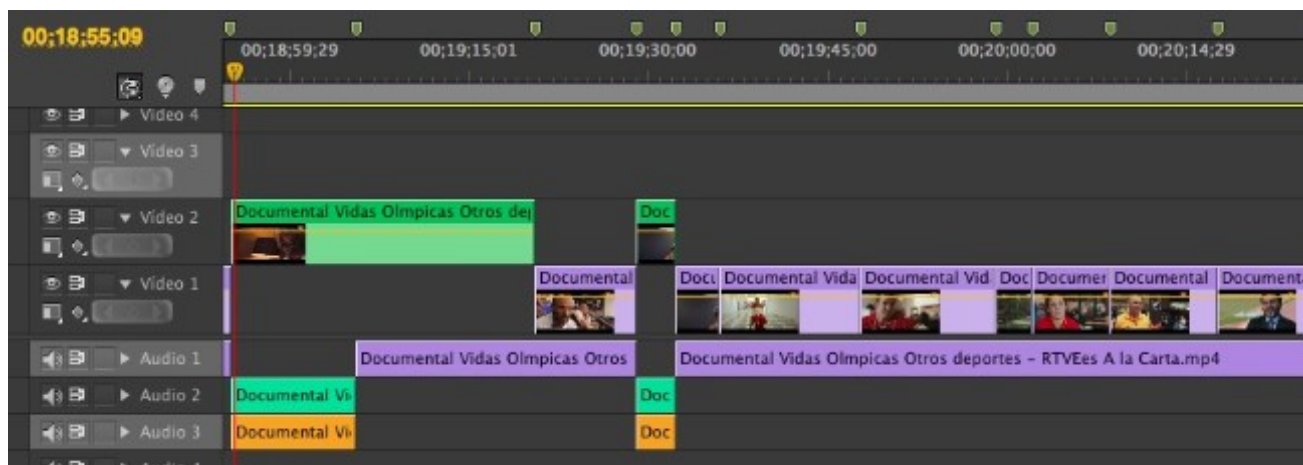 00;18;55;09
00;18;59;29 00;19;15;01 00;19;30;00 00;19;45;00 00;20;00;00 00;20;14;29
Video 4
Video 3
Video 2 Documental Vidas Olmpicas Otros dep Doc
Video 1 Documental Docu Documental Vida Documental Vid Doc Documen Documental Document
Audio 1 Documental Vidas Olmpicas Otros Documental Vidas Olmpicas Otros deportes - RTVEes A la Carta.mp4
Audio 2 Documental Vi Doc
Audio 3 Documental Vi Doc